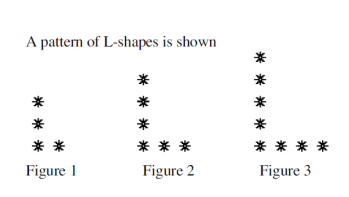 A pattern of L-shapes is shown
Figure 1 Figure 2 Figure 3